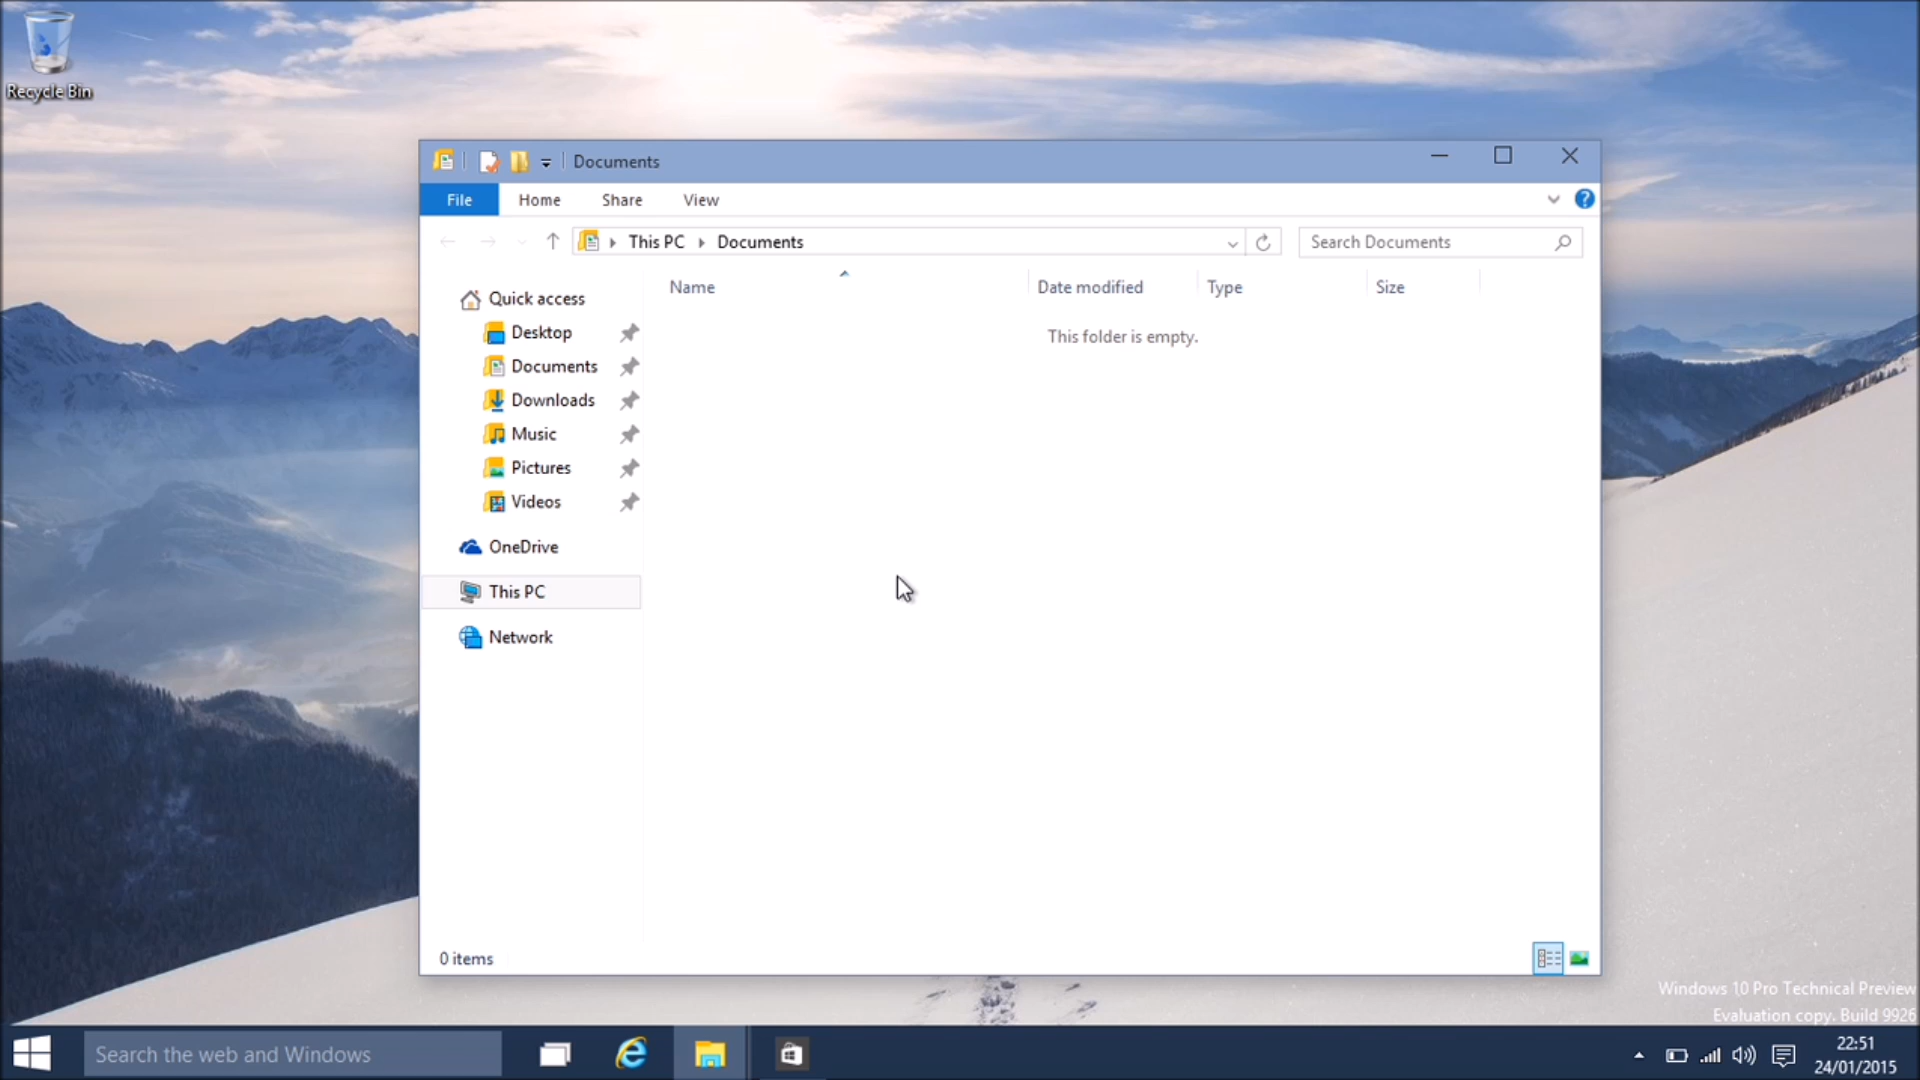 Recycle Bin
Documents
File Home Share View
?
This PC Documents
Search Documents
Name Date modified Type Size
This folder is empty.
Quick access
Desktop
Documents
Downloads
Music
Pictures
Videos
OneDrive
This PC
Network
0 items
Windows 10 Pro Technical Preview
Evaluation copy. Build 9926
Search the web and Windows
22:51
24/01/2015